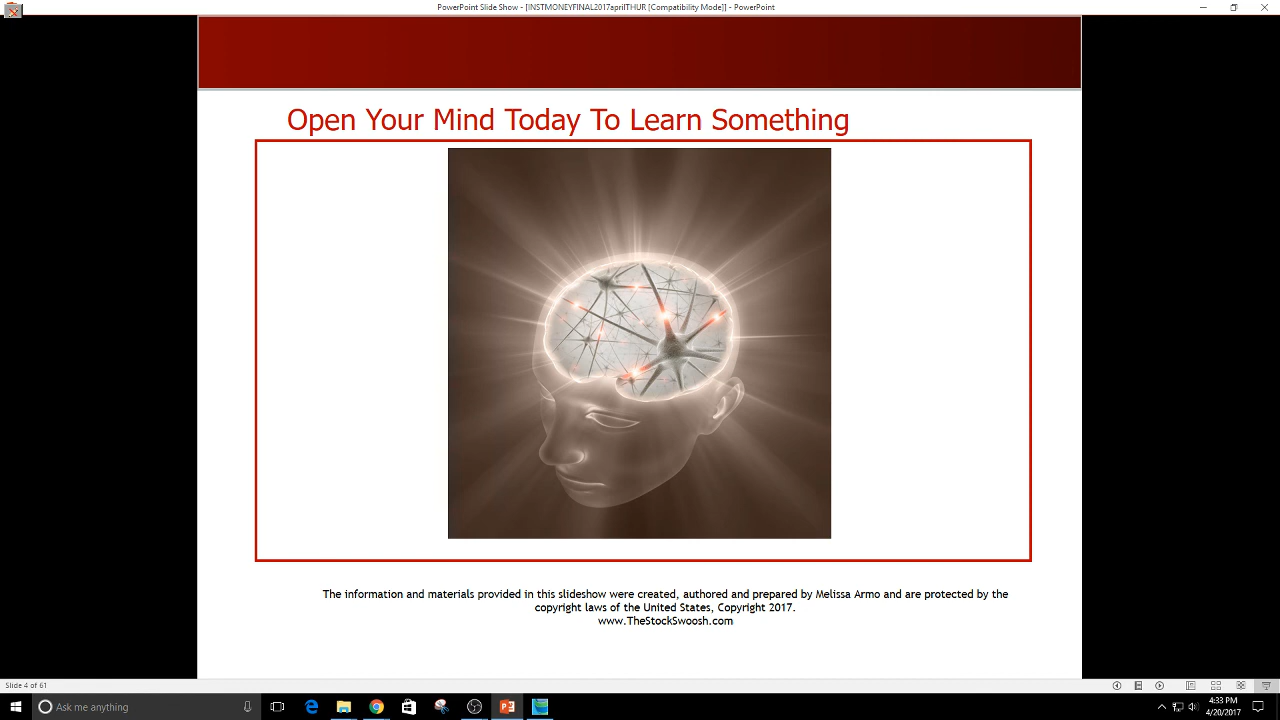 PowerPoint Slide Show - [INSTMONEYFINAL2017aprilTHUR [Compatibility Mode]] - PowerPoint
Open Your Mind Today To Learn Something
The information and materials provided in this slideshow were created, authored and prepared by Melissa Armo and are protected by the
copyright laws of the United States, Copyright 2017.
www.TheStockSwoosh.com
Slide 4 of 61
Ask me anything
4:33 PM
4/20/2017